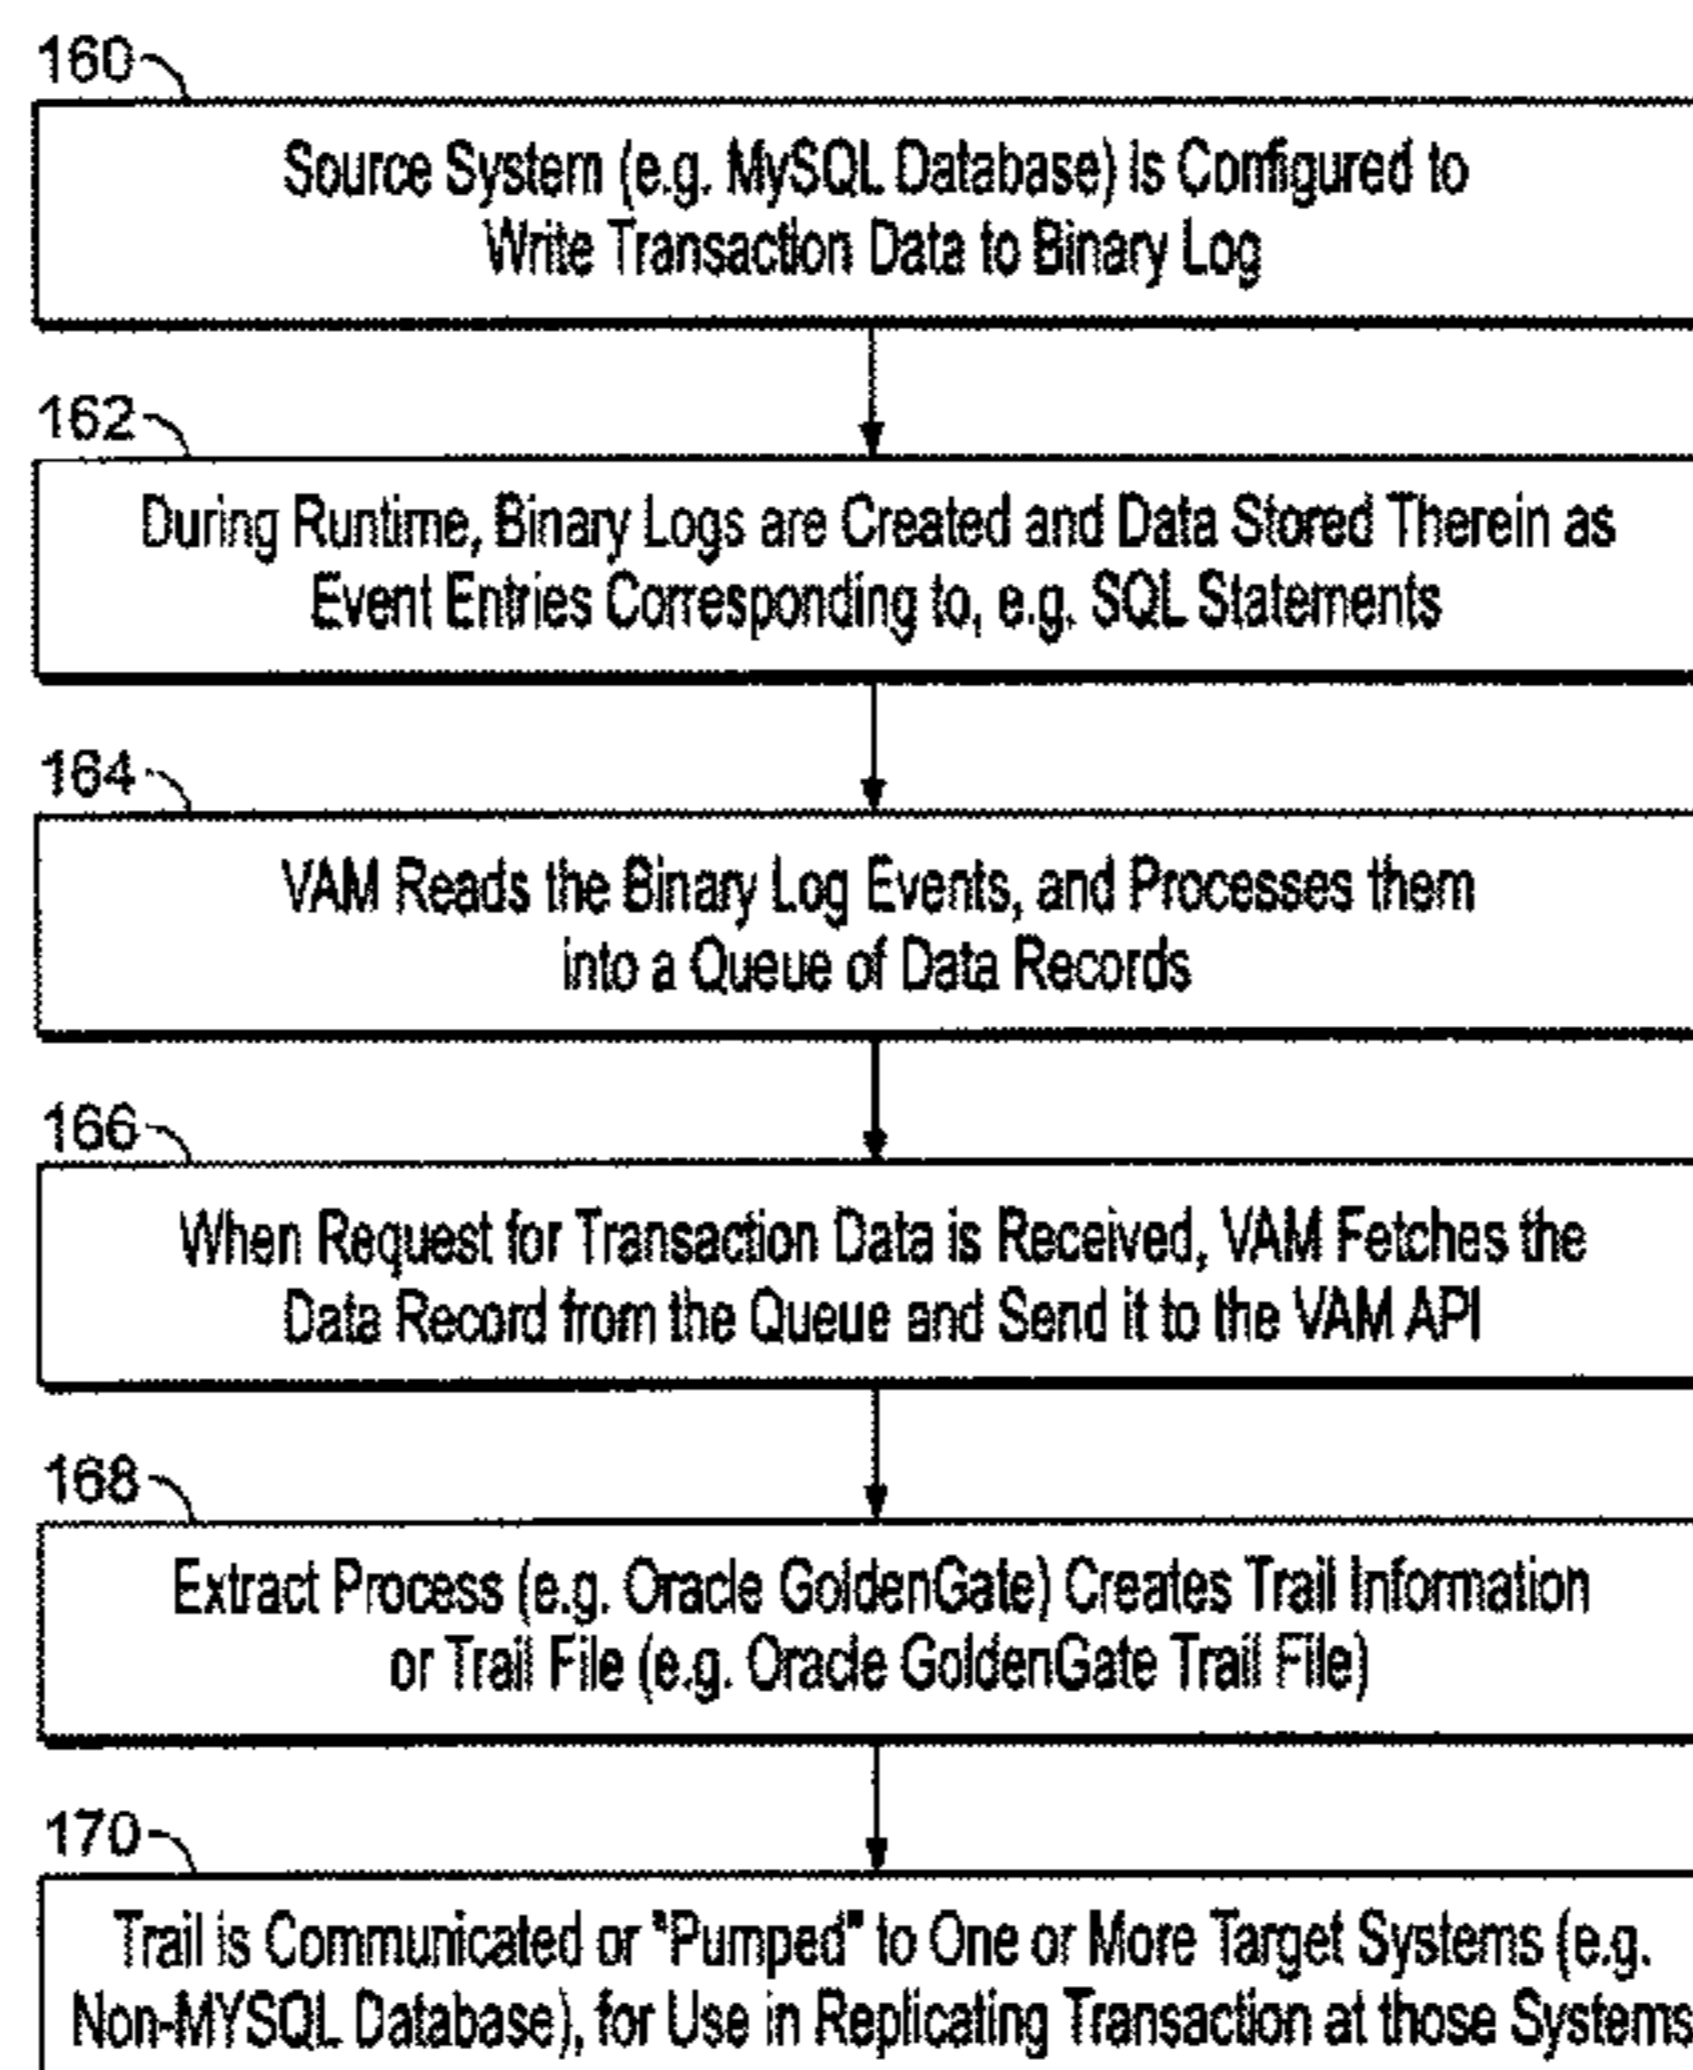 160
Source System (e.g. MySQL Database) is Configured to
Write Transaction Data to Binary Log
162
During Runtime, Binary Logs are Created and Data Stored Therein as
Event Entries Corresponding to, e.g. SQL Statements
164
VAM Reads the Binary Log Events, and Processes them
into a Queue of Data Records
166
When Request for Transaction Data is Received, VAM Fetches the
Data Record from the Queue and Send it to the VAM API
168
Extract Process (e.g. Oracle GoldenGate) Creates Trail Information
or Trail File (e.g. Oracle GoldenGate Trail File)
170
Trail is Communicated or "Pumped" to One or More Target Systems (e.g.
Non-MYSQL Database), for Use in Replicating Transaction at those Systems